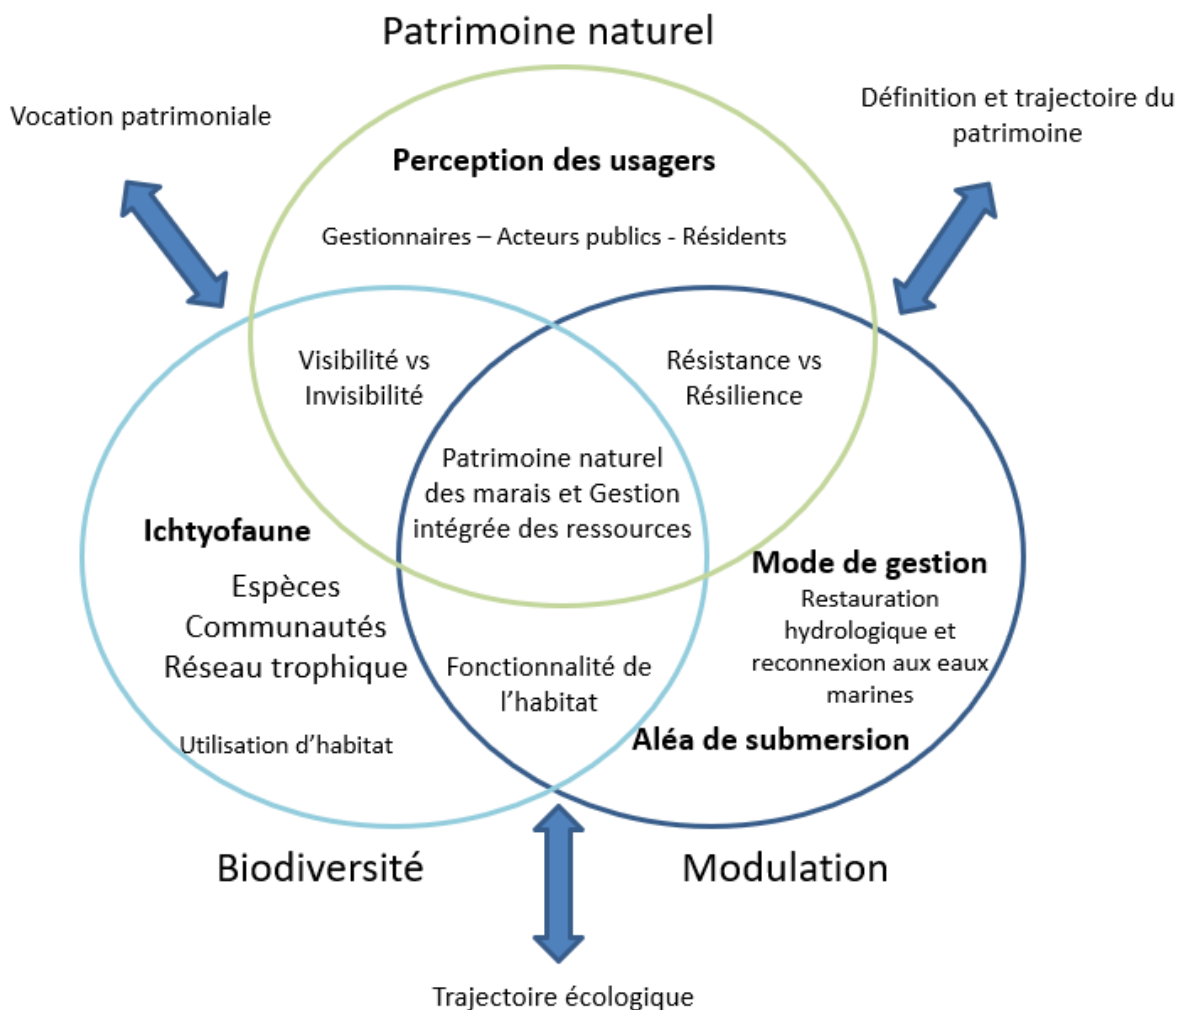 Patrimoine naturel
Vocation patrimoniale
Définition et trajectoire du
patrimoine
Perception des usagers
Gestionnaires – Acteurs publics - Résidents
Visibilité vs
Invisibilité
Résistance vs
Résilience
Patrimoine naturel
des marais et Gestion
intégrée des ressources
Ichtyofaune
Espèces
Communautés
Réseau trophique
Utilisation d’habitat
Mode de gestion
Restauration
hydrologique et
reconnexion aux eaux
marines
Fonctionnalité de
l’habitat
Aléa de submersion
Biodiversité
Modulation
Trajectoire écologique